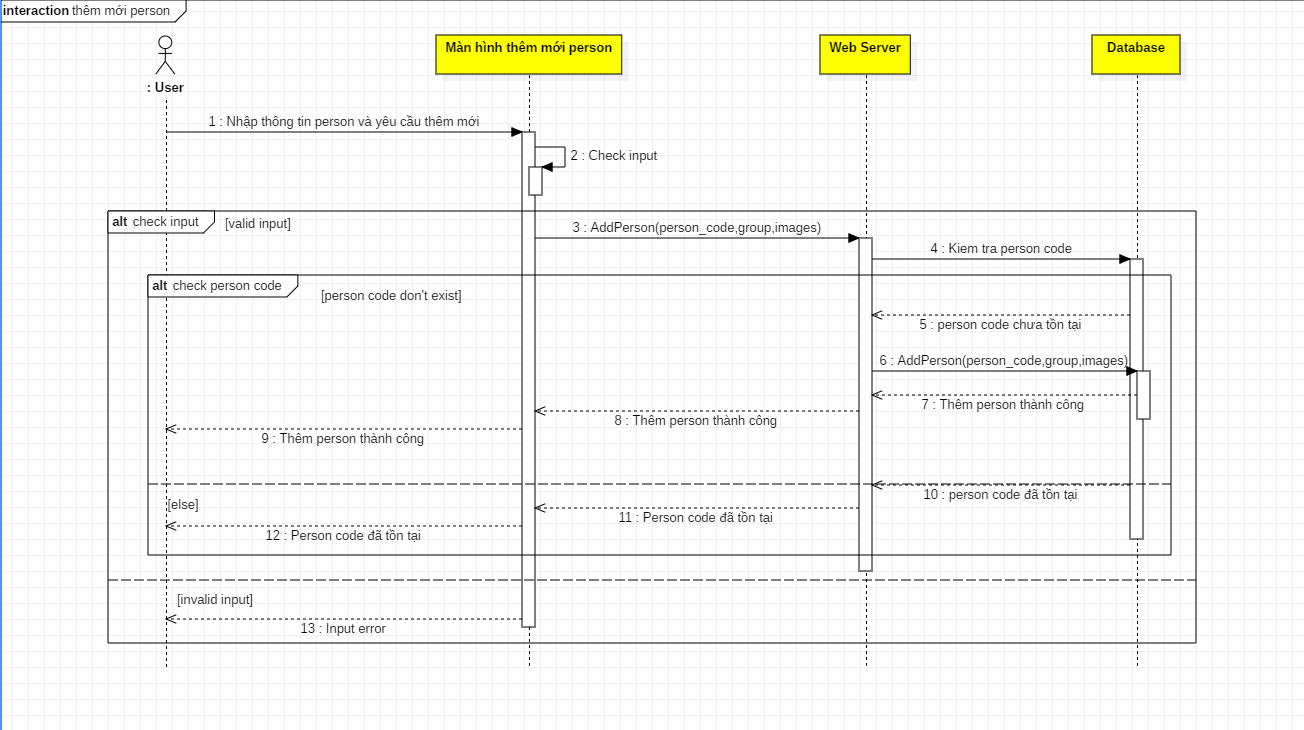 interaction thêm mới person
: User
Màn hình thêm mới person
Web Server
Database
1 : Nhập thông tin person và yêu cầu thêm mới
2 : Check input
alt check input
[valid input]
3 : AddPerson(person_code,group,images)
4 : Kiem tra person code
alt check person code
[person code don't exist]
5 : person code chưa tồn tại
6 : AddPerson(person_code,group,images)
7 : Thêm person thành công
8 : Thêm person thành công
9 : Thêm person thành công
10 : person code đã tồn tại
[else]
11 : Person code đã tồn tại
12 : Person code đã tồn tại
[invalid input]
13 : Input error